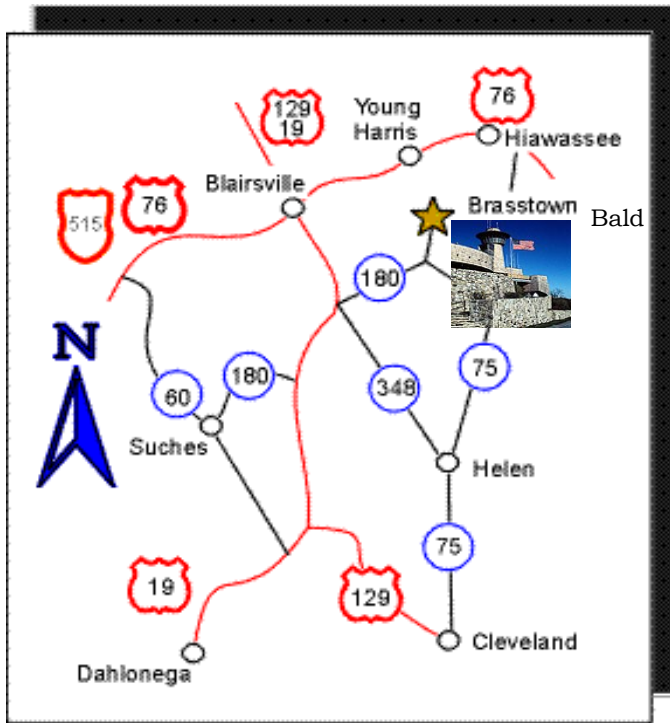 129
19
76
Young
Harris
Hiawassee
Blairsville
76
515
Brasstown
Bald
180
N
60
180
348
75
Suches
Helen
75
19
129
Cleveland
Dahlonega